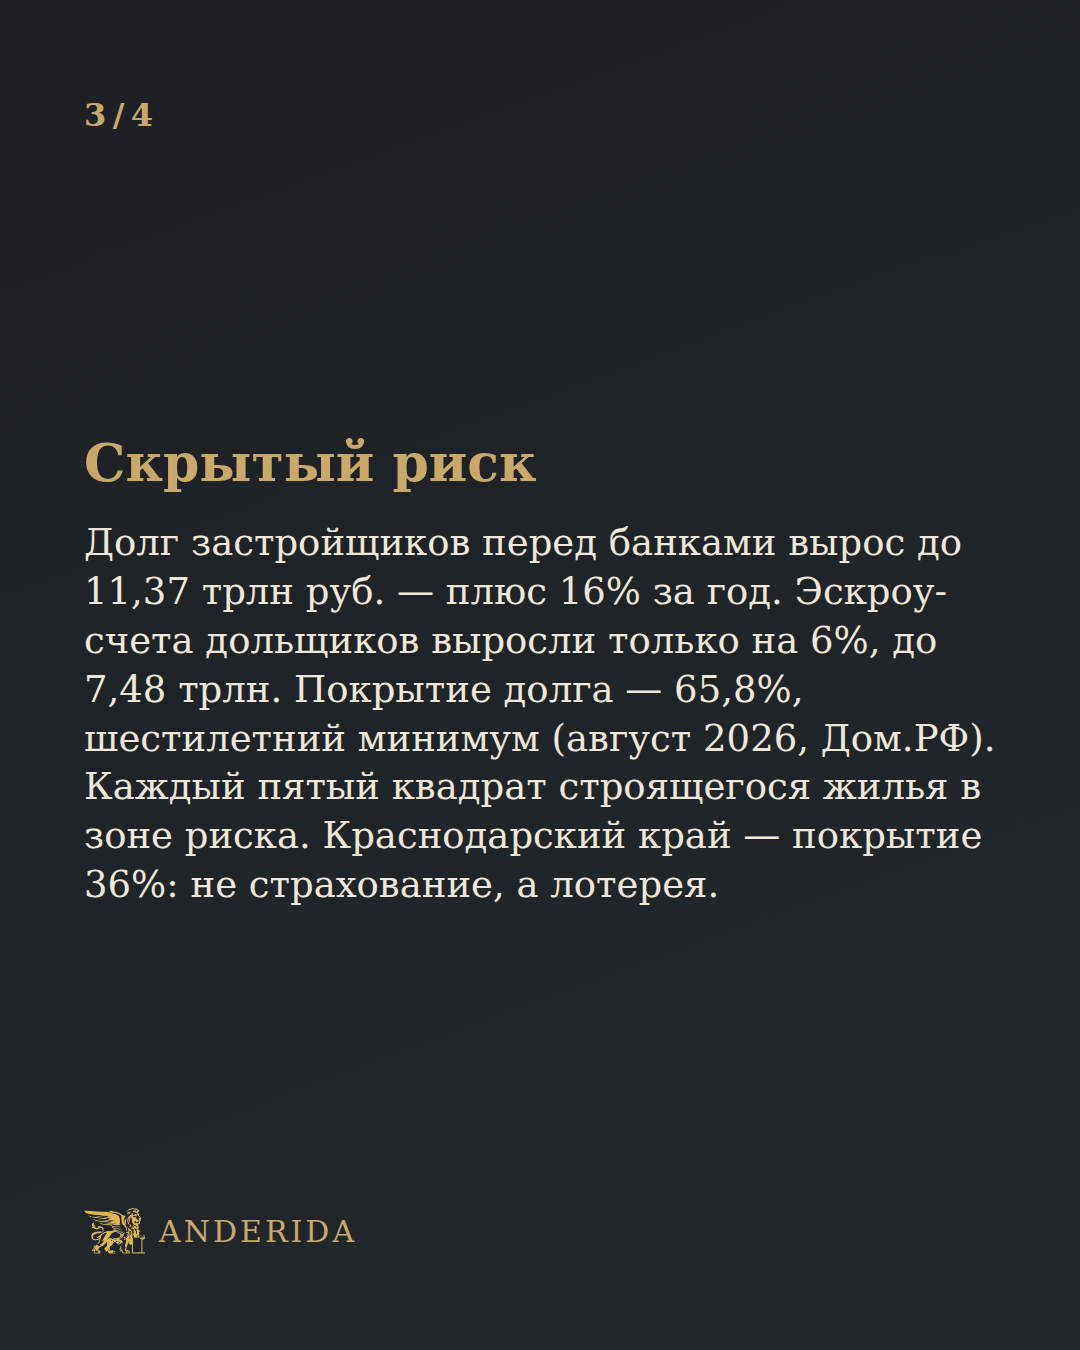 3/4
Скрытый риск
Долг застройщиков перед банками вырос до
11,37 трлн руб. — плюс 16% за год. Эскроу-
счета дольщиков выросли только на 6%, до
7,48 трлн. Покрытие долга — 65,8%,
шестилетний минимум (август 2026, Дом.РФ).
Каждый пятый квадрат строящегося жилья в
зоне риска. Краснодарский край — покрытие
36%: не страхование, а лотерея.
ANDERIDA